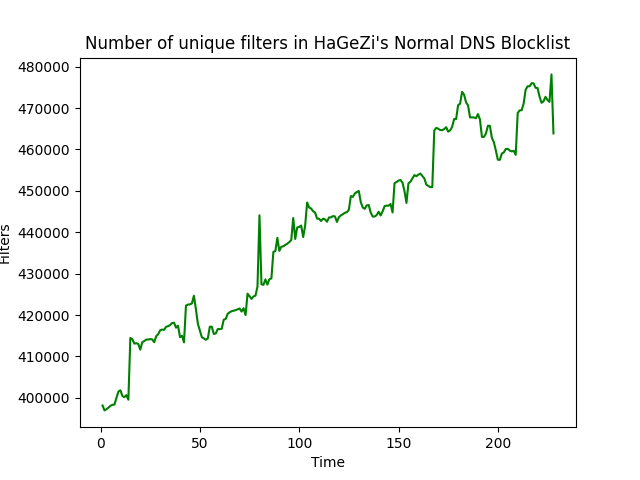 Number of unique filters in HaGeZi's Normal DNS Blocklist
480000
470000
460000
450000
440000
430000
420000
410000
400000
Filters
0 50 100 150 200
Time